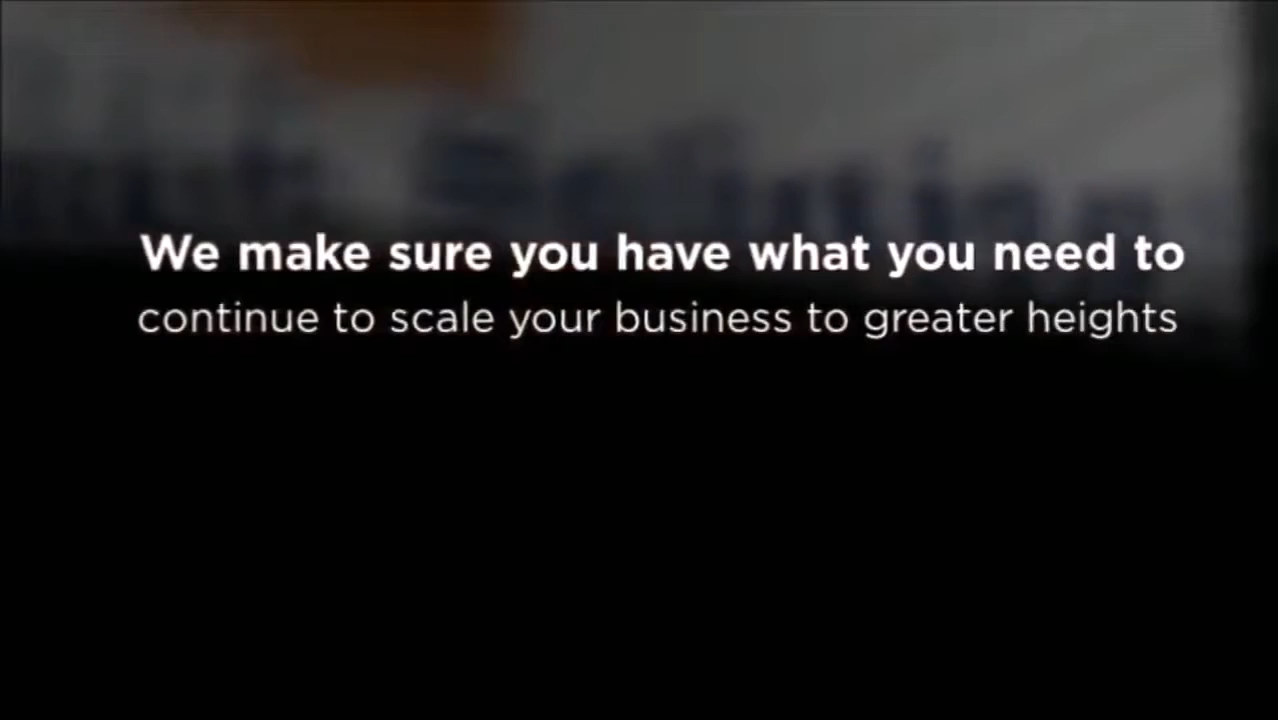 We make sure you have what you need to
continue to scale your business to greater heights